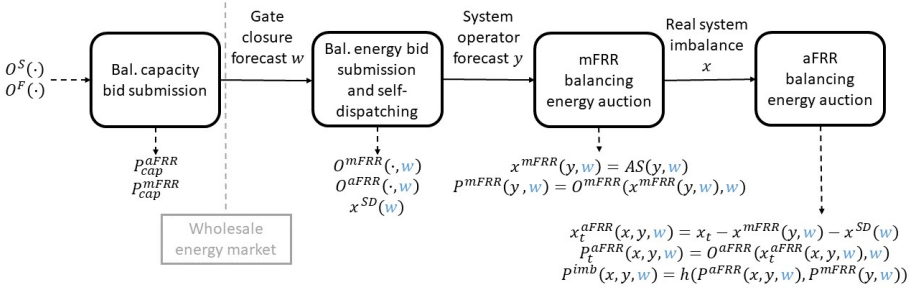 O^S(·)
O^F(·)
Bal. capacity
bid submission
P_cap^aFRR
P_cap^mFRR
Gate
closure
forecast w
Wholesale
energy market
Bal. energy bid
submission
and self-
dispatching
O^mFRR(·,w)
O^aFRR(·,w)
x^SD(w)
System
operator
forecast y
mFRR
balancing
energy auction
x^mFRR(y,w) = AS(y,w)
P^mFRR(y,w) = O^mFRR(x^mFRR(y,w),w)
Real system
imbalance
x
aFRR
balancing
energy auction
x_t^aFRR(x,y,w) = x_t − x^mFRR(y,w) − x^SD(w)
P_t^aFRR(x,y,w) = O^aFRR(x_t^aFRR(x,y,w),w)
P^imb(x,y,w) = h(P^aFRR(x,y,w),P^mFRR(y,w))